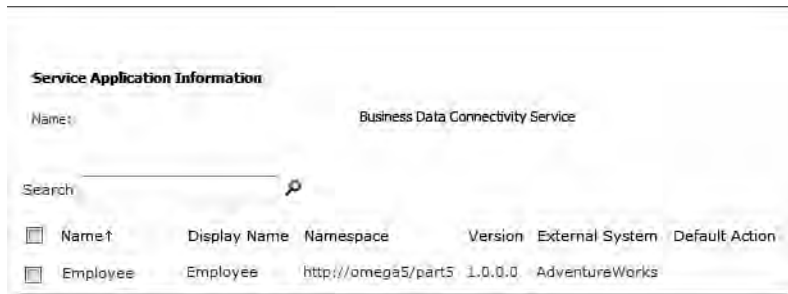 Service Application Information
Name: Business Data Connectivity Service
Search
Name↑ Display Name Namespace Version External System Default Action
Employee Employee http://omega5/part5 1.0.0.0 AdventureWorks